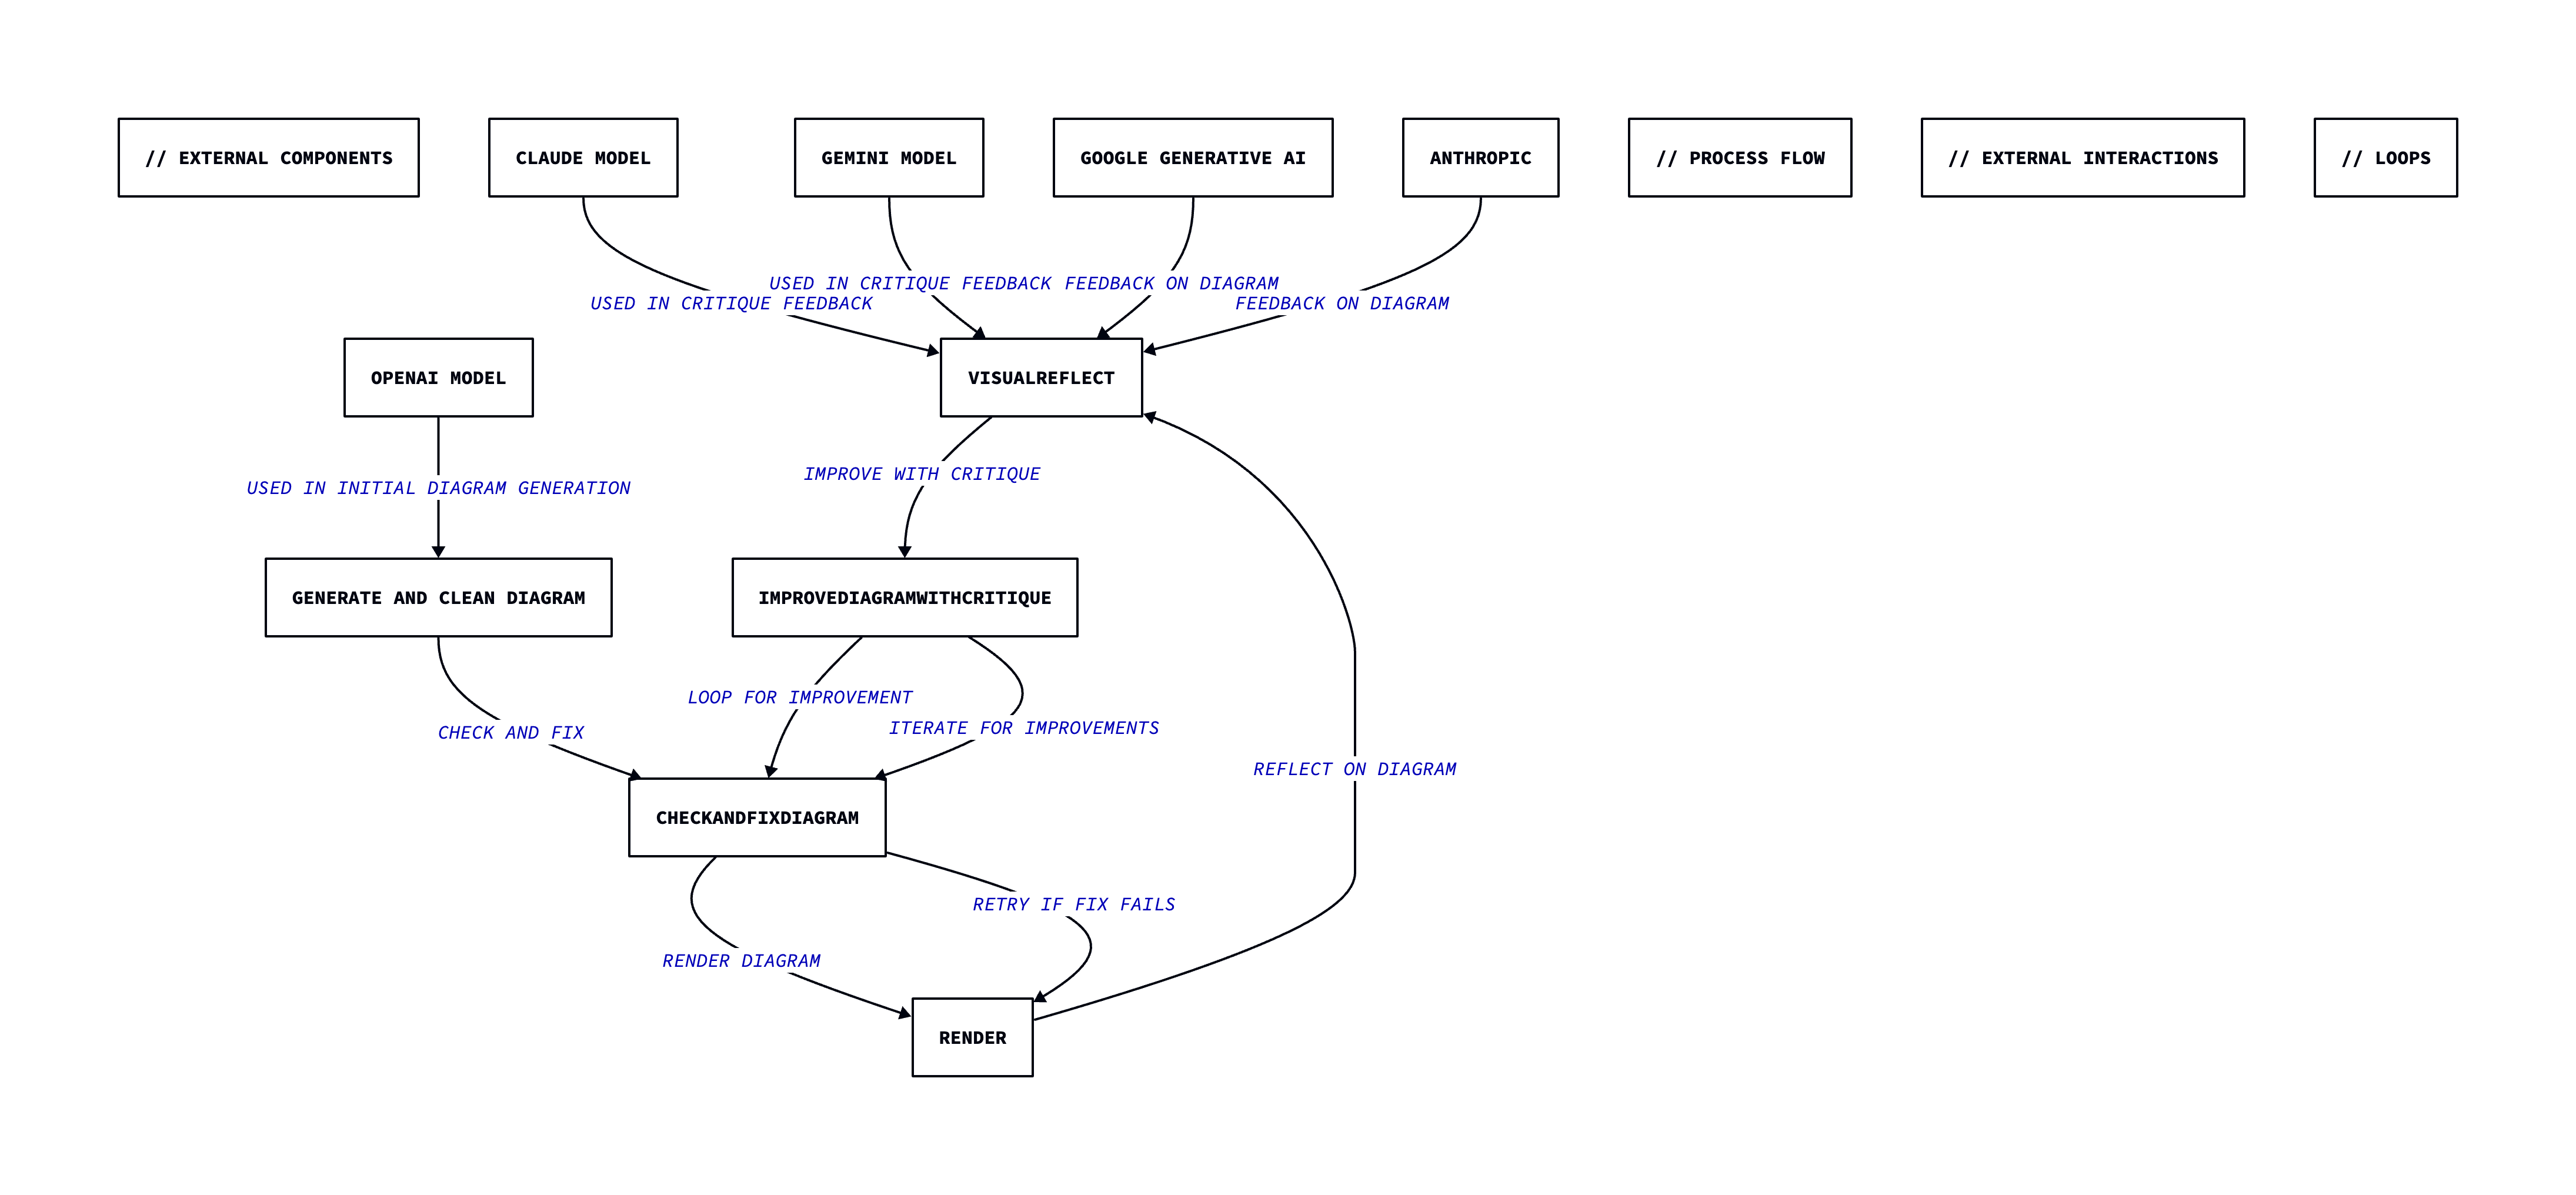 // EXTERNAL COMPONENTS
CLAUDE MODEL
GEMINI MODEL
GOOGLE GENERATIVE AI
ANTHROPIC
// PROCESS FLOW
// EXTERNAL INTERACTIONS
// LOOPS
USED IN CRITIQUE FEEDBACK
FEEDBACK ON DIAGRAM
USED IN CRITIQUE FEEDBACK
FEEDBACK ON DIAGRAM
OPENAI MODEL
VISUALREFLECT
IMPROVE WITH CRITIQUE
USED IN INITIAL DIAGRAM GENERATION
GENERATE AND CLEAN DIAGRAM
IMPROVEDIAGRAMWITHCRITIQUE
LOOP FOR IMPROVEMENT
ITERATE FOR IMPROVEMENTS
CHECK AND FIX
REFLECT ON DIAGRAM
CHECKANDFIXDIAGRAM
RETRY IF FIX FAILS
RENDER DIAGRAM
RENDER